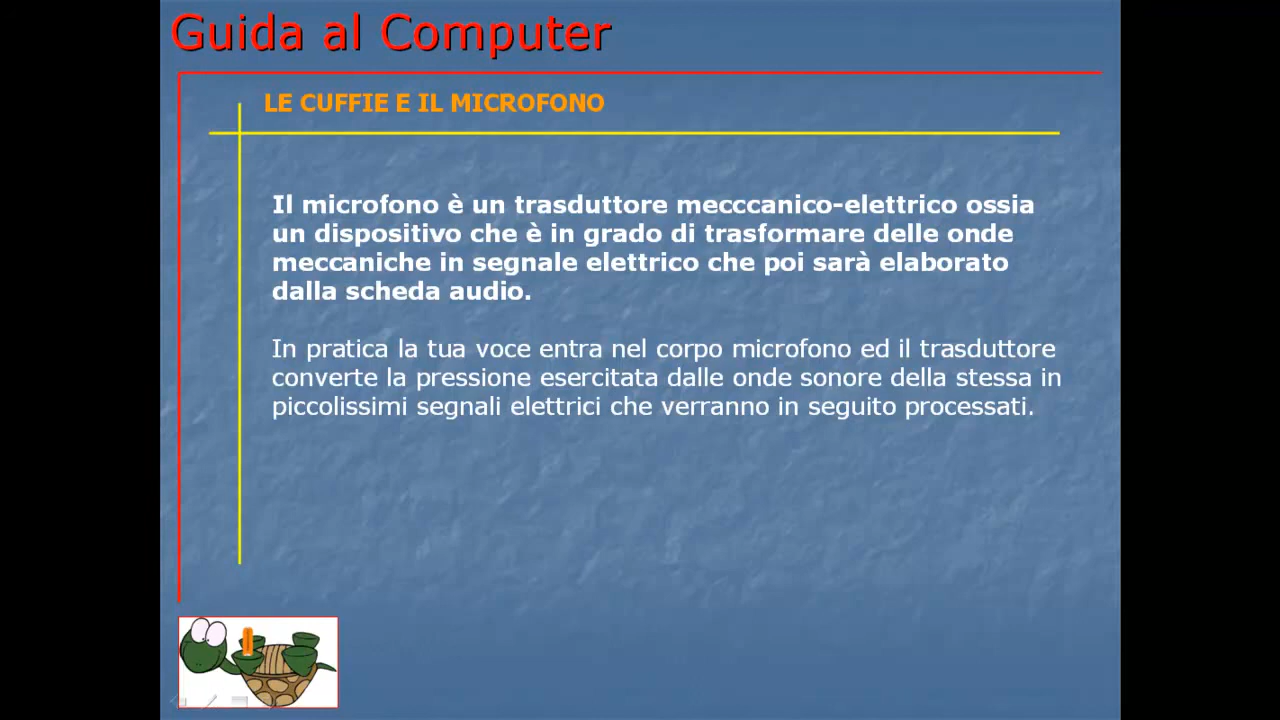 Guida al Computer
LE CUFFIE E IL MICROFONO
Il microfono è un trasduttore mecccanico-elettrico ossia
un dispositivo che è in grado di trasformare delle onde
meccaniche in segnale elettrico che poi sarà elaborato
dalla scheda audio.
In pratica la tua voce entra nel corpo microfono ed il trasduttore
converte la pressione esercitata dalle onde sonore della stessa in
piccolissimi segnali elettrici che verranno in seguito processati.